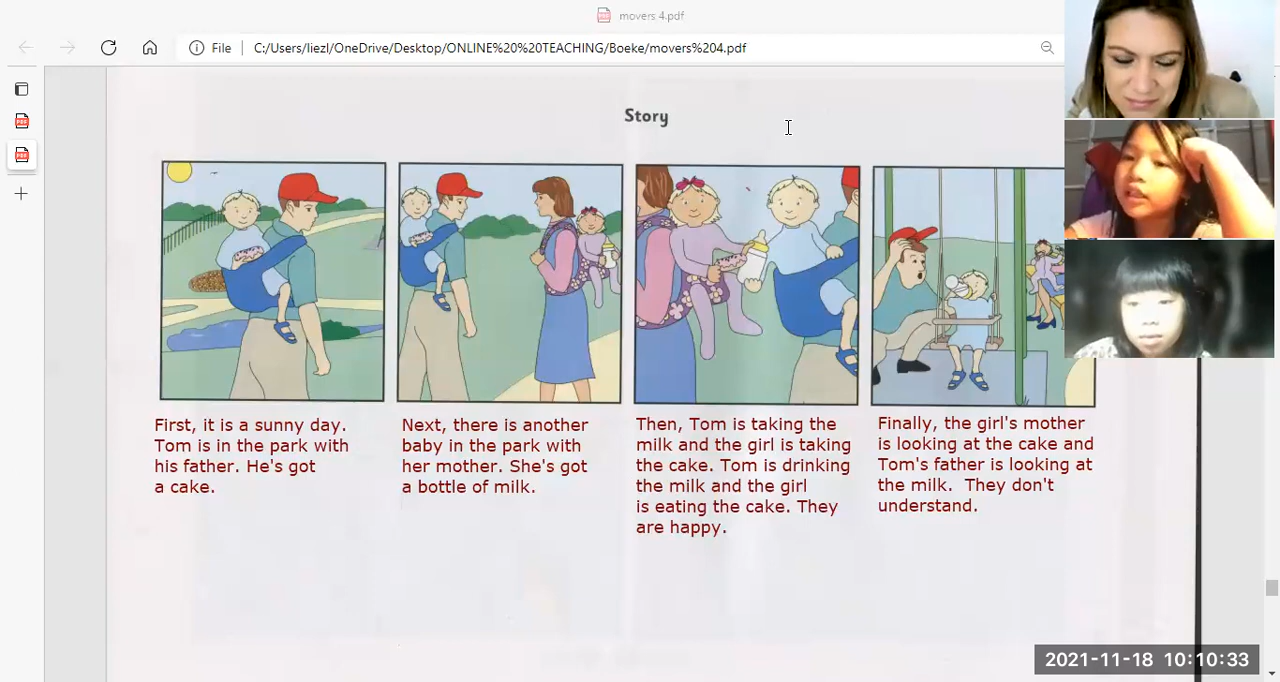 movers 4.pdf
File
C:/Users/liezl/OneDrive/Desktop/ONLINE%20%20TEACHING/Boeke/movers%204.pdf
Story
First, it is a sunny day.
Tom is in the park with
his father. He's got
a cake.
Next, there is another
baby in the park with
her mother. She's got
a bottle of milk.
Then, Tom is taking the
milk and the girl is taking
the cake. Tom is drinking
the milk and the girl
is eating the cake. They
are happy.
Finally, the girl's mother
is looking at the cake and
Tom's father is looking at
the milk.  They don't
understand.
2021-11-18 10:10:33